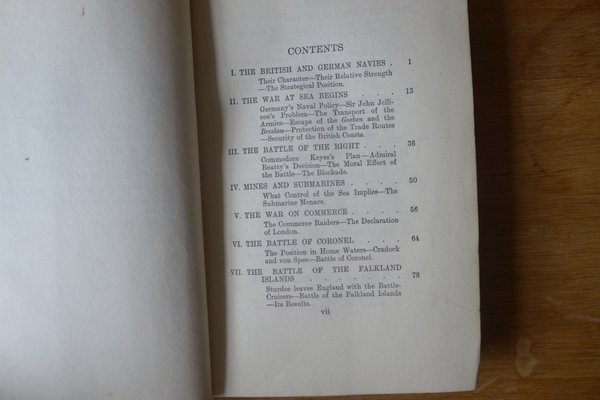 CONTENTS
I. THE BRITISH AND GERMAN NAVIES . 1
Their Character—Their Relative Strength
—The Strategical Position.
II. THE WAR AT SEA BEGINS . . . 13
Germany's Naval Policy—Sir John Jelli-
coe's Problem—The Transport of the
Armies—Escape of the Goeben and the
Breslau—Protection of the Trade Routes
—Security of the British Coasts.
III. THE BATTLE OF THE BIGHT . . . 36
Commodore Keyes's Plan—Admiral
Beatty's Decision—The Moral Effect of
the Battle—The Blockade.
IV. MINES AND SUBMARINES . . . . 50
What Control of the Sea Implies—The
Submarine Menace.
V. THE WAR ON COMMERCE . . . . 56
The Commerce Raiders—The Declaration
of London.
VI. THE BATTLE OF CORONEL . . . 64
The Position in Home Waters—Cradock
and von Spee—Battle of Coronel.
VII. THE BATTLE OF THE FALKLAND
ISLANDS . . . . . . . 78
Sturdee leaves England with the Battle-
Cruisers—Battle of the Falkland Islands
—Its Results.
vii